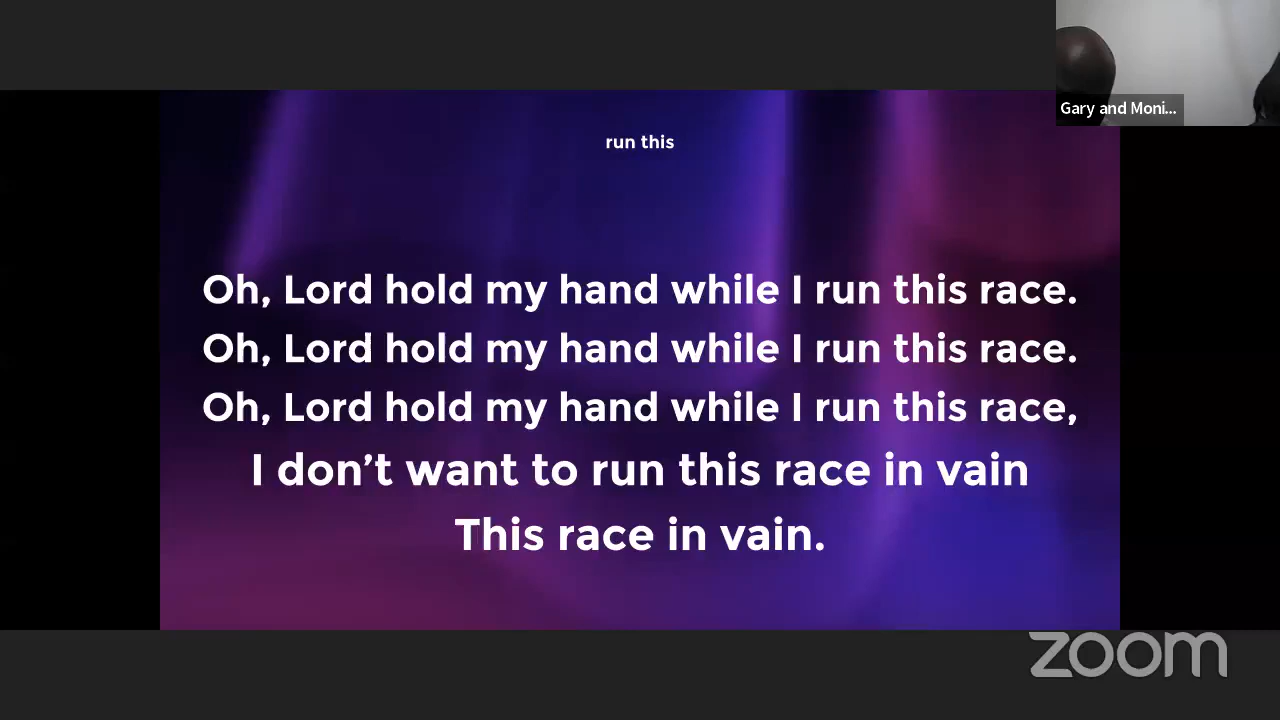 Gary and Moni...
run this
Oh, Lord hold my hand while I run this race.
Oh, Lord hold my hand while I run this race.
Oh, Lord hold my hand while I run this race,
I don’t want to run this race in vain
This race in vain.
zoom